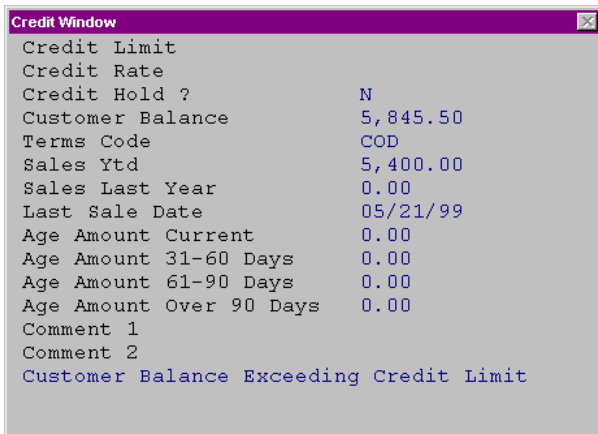 Credit Window
Credit Limit
Credit Rate
Credit Hold ? N
Customer Balance 5,845.50
Terms Code COD
Sales Ytd 5,400.00
Sales Last Year 0.00
Last Sale Date 05/21/99
Age Amount Current 0.00
Age Amount 31-60 Days 0.00
Age Amount 61-90 Days 0.00
Age Amount Over 90 Days 0.00
Comment 1
Comment 2
Customer Balance Exceeding Credit Limit